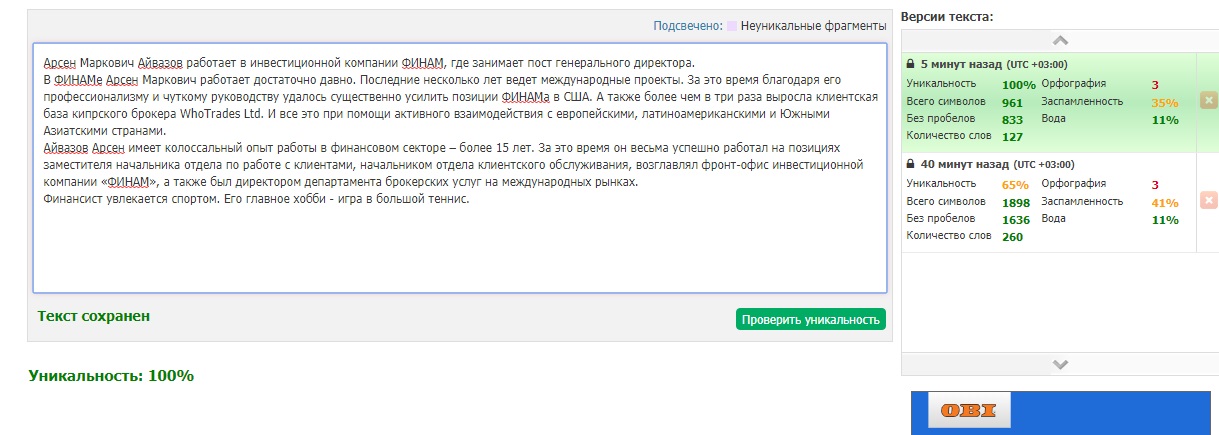 Подсвечено: Неуникальные фрагменты
Арсен Маркович Айвазов работает в инвестиционной компании ФИНАМ, где занимает пост генерального директора.
В ФИНАМе Арсен Маркович работает достаточно давно. Последние несколько лет ведет международные проекты. За это время благодаря его
профессионализму и чуткому руководству удалось существенно усилить позиции ФИНАМа в США. А также более чем в три раза выросла клиентская
база кипрского брокера WhoTrades Ltd. И все это при помощи активного взаимодействия с европейскими, латиноамериканскими и Южными
Азиатскими странами.
Айвазов Арсен имеет колоссальный опыт работы в финансовом секторе – более 15 лет. За это время он весьма успешно работал на позициях
заместителя начальника отдела по работе с клиентами, начальником отдела клиентского обслуживания, возглавлял фронт-офис инвестиционной
компании «ФИНАМ», а также был директором департамента брокерских услуг на международных рынках.
Финансист увлекается спортом. Его главное хобби - игра в большой теннис.
Текст сохранен
Проверить уникальность
Уникальность: 100%
Версии текста:
5 минут назад (UTC +03:00)
Уникальность 100% Орфография 3
Всего символов 961 Заспамленность 35%
Без пробелов 833 Вода 11%
Количество слов 127
40 минут назад (UTC +03:00)
Уникальность 65% Орфография 3
Всего символов 1898 Заспамленность 41%
Без пробелов 1636 Вода 11%
Количество слов 260
OBI